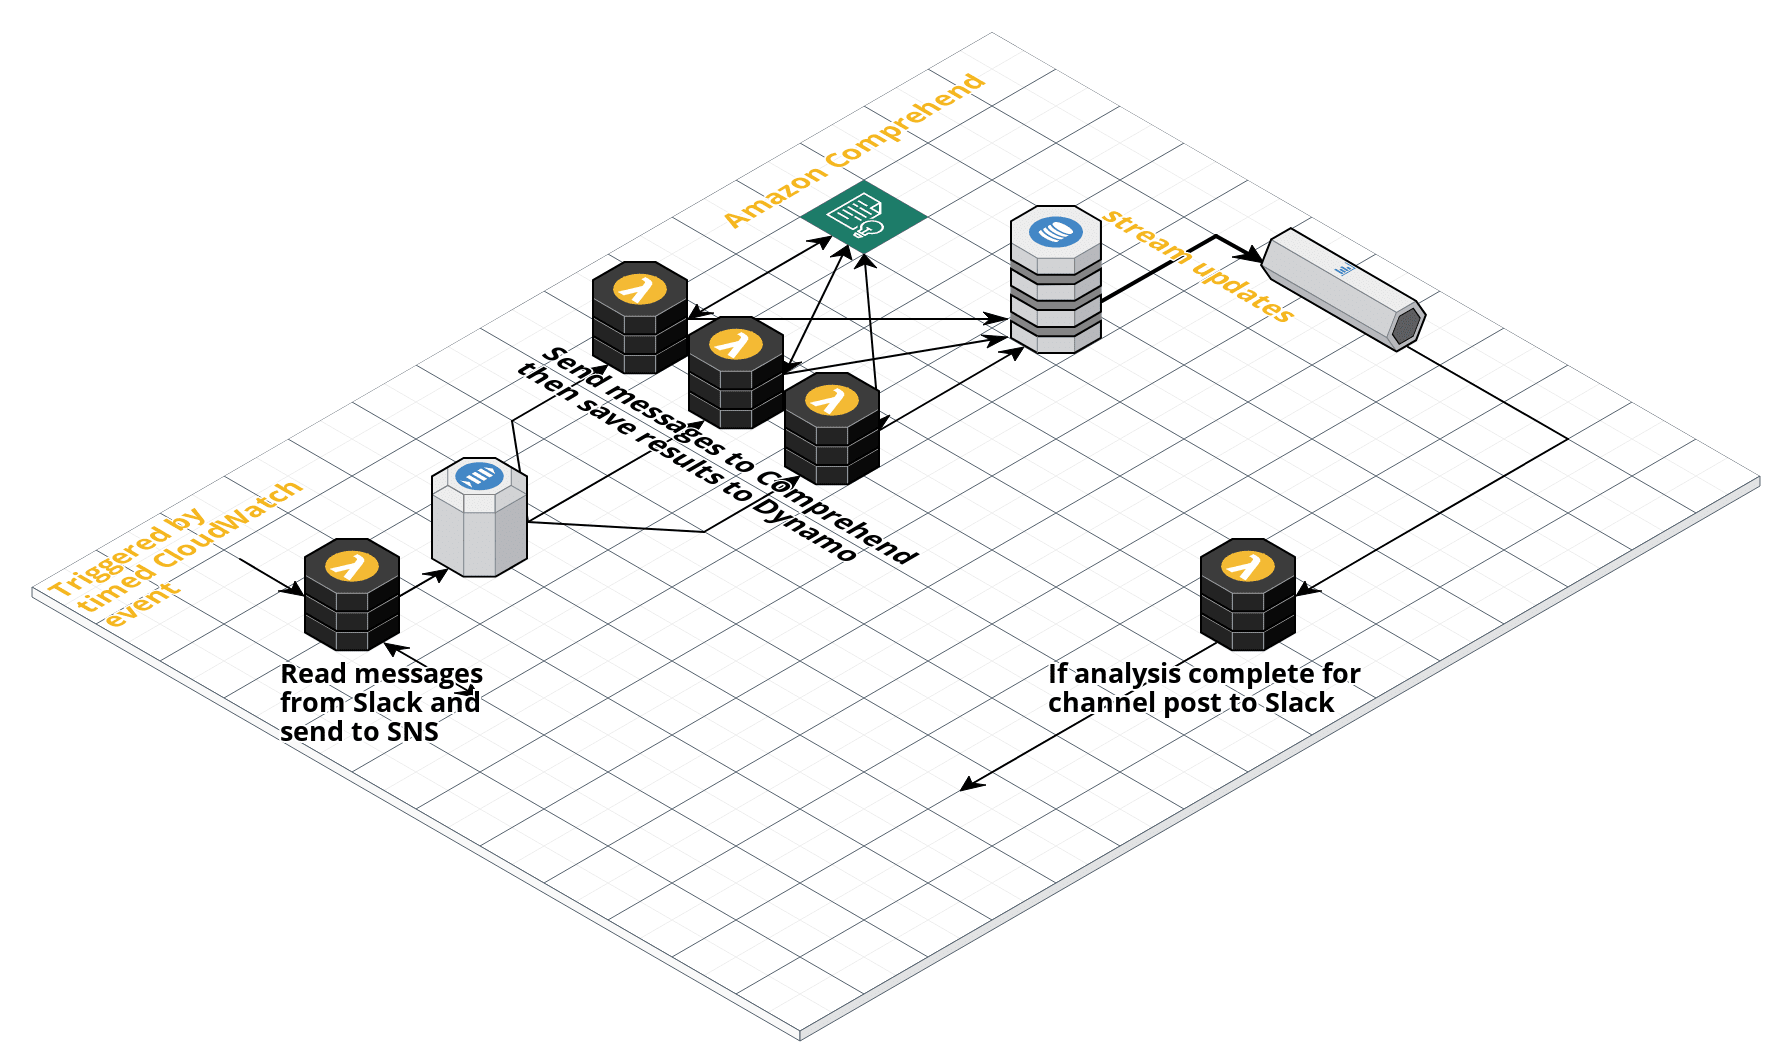 Amazon Comprehend
stream updates
Send messages to Comprehend
then save results to Dynamo
Triggered by
timed CloudWatch
event
Read messages
from Slack and
send to SNS
If analysis complete for
channel post to Slack